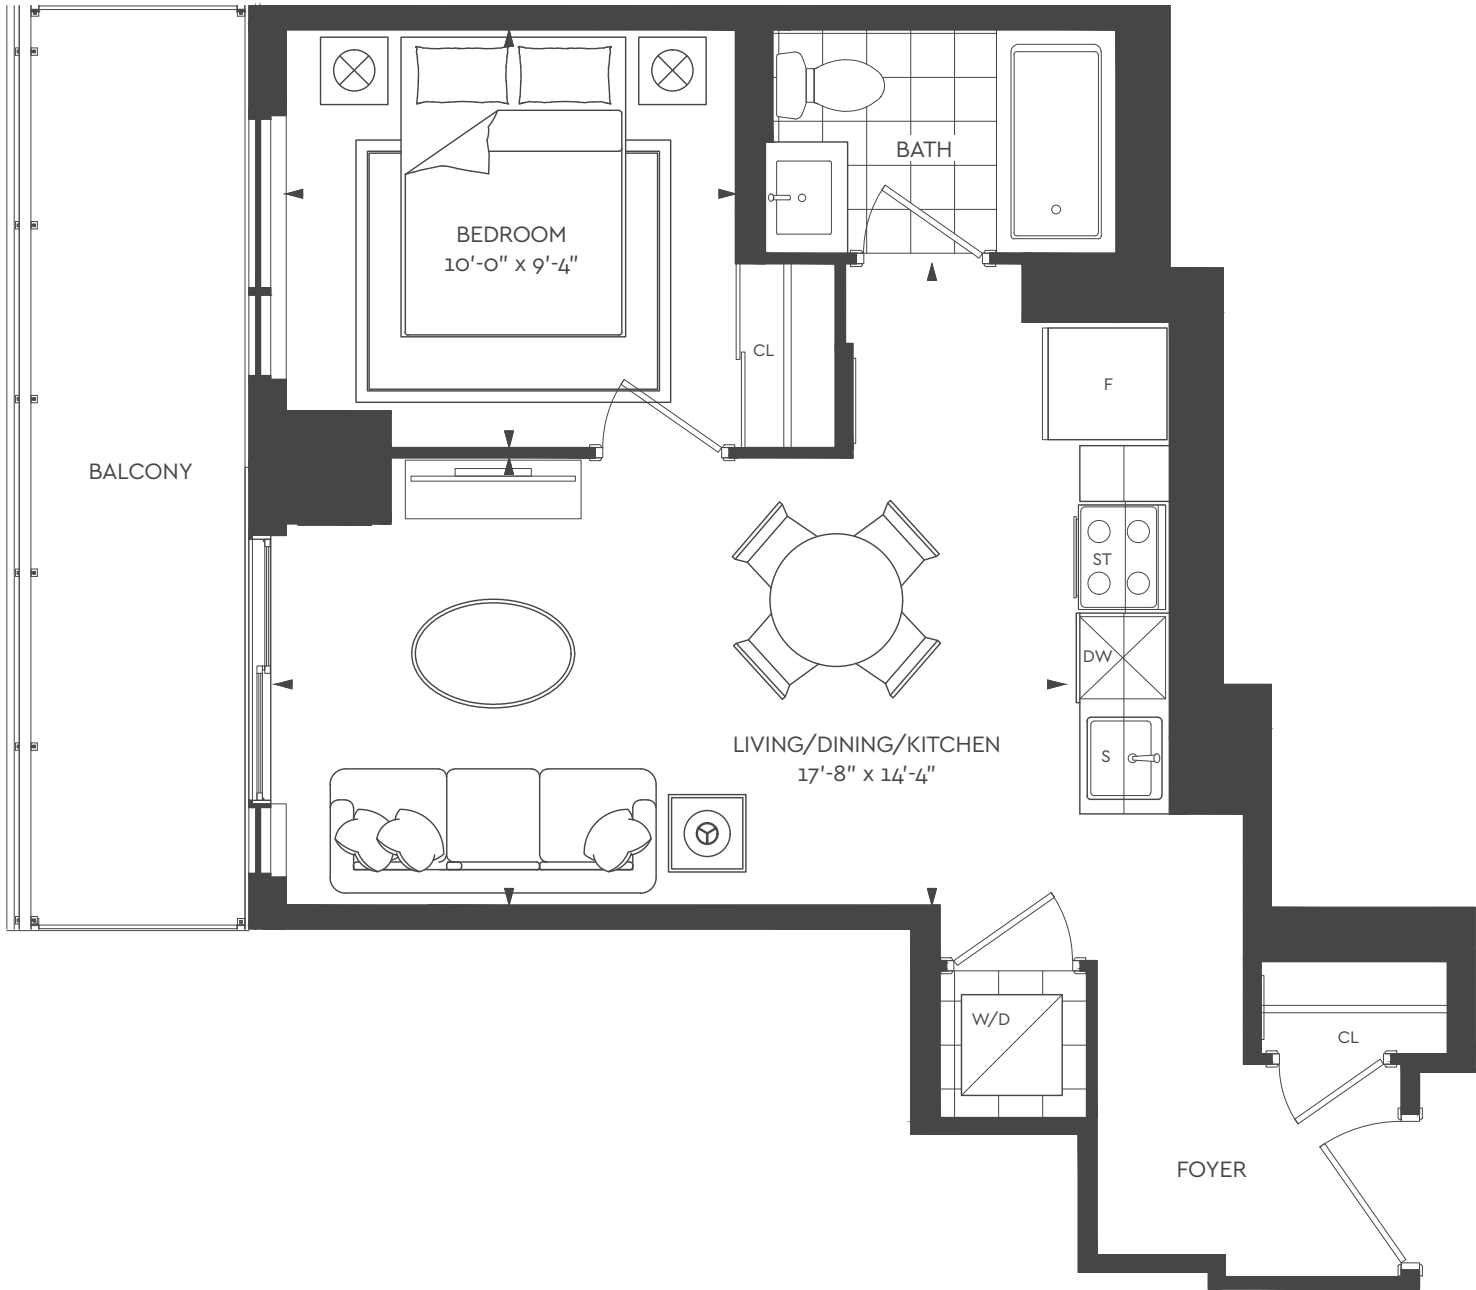 BATH
BEDROOM
10'-0" x 9'-4"
CL
F
BALCONY
ST
DW
LIVING/DINING/KITCHEN
17'-8" x 14'-4"
S
W/D
CL
FOYER